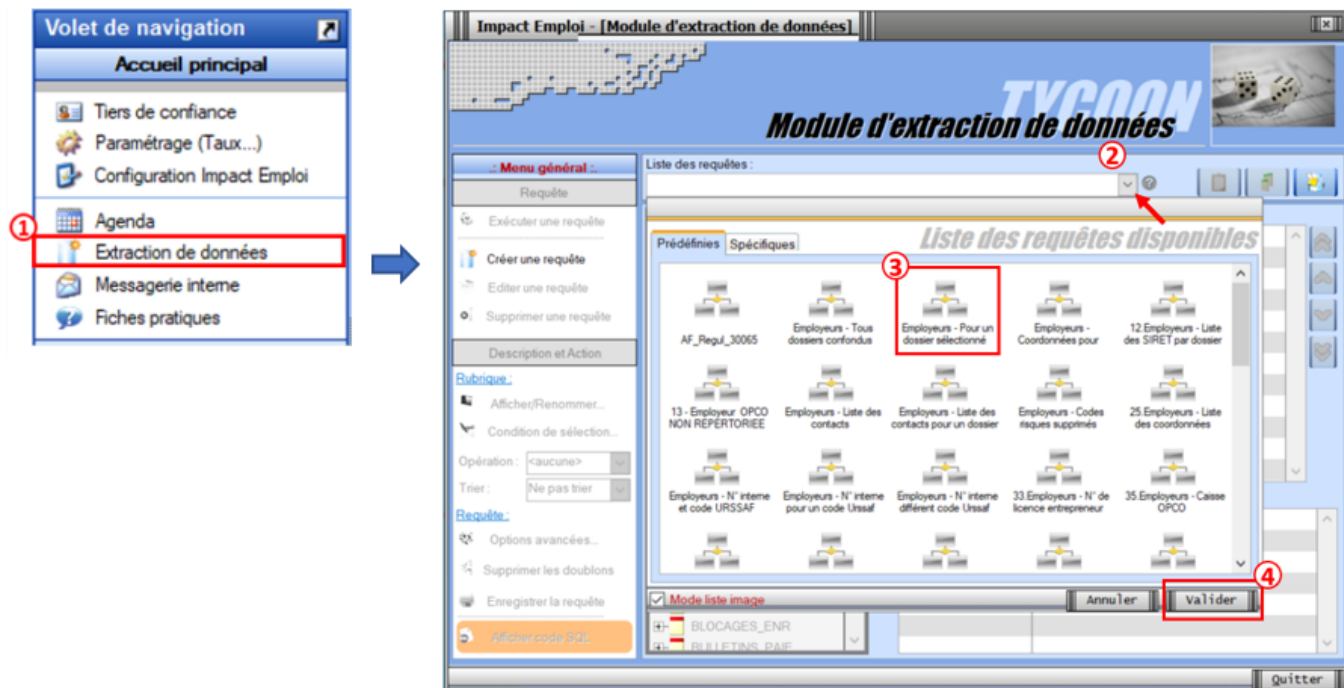 Volet de navigation
Accueil principal
Tiers de confiance
Paramétrage (Taux...)
Configuration Impact Emploi
①
Agenda
Extraction de données
Messagerie interne
Fiches pratiques
Impact Emploi - [Module d'extraction de données]
TYCOON
Module d'extraction de données
.: Menu général :.
Requête
Exécuter une requête
Créer une requête
Editer une requête
Supprimer une requête
Description et Action
Rubrique :
Afficher/Renommer...
Condition de sélection...
Opération : <aucune>
Trier : Ne pas trier
Requête :
Options avancées...
Supprimer les doublons
Enregistrer la requête
Afficher code SQL
Liste des requêtes :
②
Liste des requêtes disponibles
Prédéfinies Spécifiques
③
AF_Regul_30065
Employeurs - Tous
dossiers confondus
Employeurs - Pour un
dossier sélectionné
Employeurs -
Coordonnées pour
12.Employeurs - Liste
des SIRET par dossier
13 - Employeur OPCO
NON REPERTORIEE
Employeurs - Liste des
contacts
Employeurs - Liste des
contacts pour un dossier
Employeurs - Codes
risques supprimés
25.Employeurs - Liste
des coordonnées
Employeurs - N° interne
et code URSSAF
Employeurs - N° interne
pour un code Urssaf
Employeurs - N° interne
différent code Urssaf
33.Employeurs - N° de
licence entrepreneur
35.Employeurs - Caisse
OPCO
④
Mode liste image
Annuler
Valider
BLOCAGES_ENR
BULLETINS_PAIE
Quitter